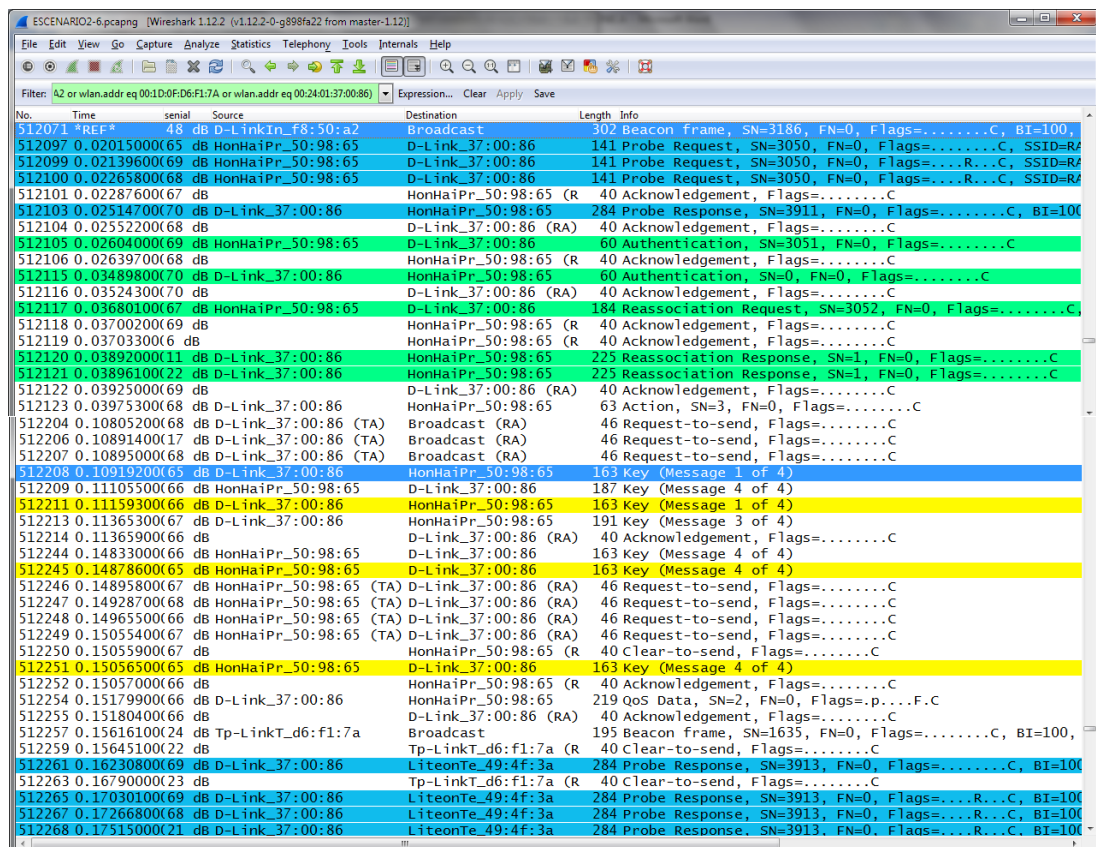 ESCENARIO2-6.pcapng [Wireshark 1.12.2 (v1.12.2-0-g898fa22 from master-1.12)]
File Edit View Go Capture Analyze Statistics Telephony Tools Internals Help
Filter: A2 or wlan.addr eq 00:1D:0F:D6:F1:7A or wlan.addr eq 00:24:01:37:00:86) Expression... Clear Apply Save
No. Time senial Source Destination Length Info
512071 *REF* 48 dB D-LinkIn_f8:50:a2 Broadcast 302 Beacon frame, SN=3186, FN=0, Flags=........C, BI=100,
512097 0.02015000(65 dB HonHaiPr_50:98:65 D-Link_37:00:86 141 Probe Request, SN=3050, FN=0, Flags=........C, SSID=RA
512099 0.02139600(69 dB HonHaiPr_50:98:65 D-Link_37:00:86 141 Probe Request, SN=3050, FN=0, Flags=....R...C, SSID=RA
512100 0.02265800(68 dB HonHaiPr_50:98:65 D-Link_37:00:86 141 Probe Request, SN=3050, FN=0, Flags=....R...C, SSID=RA
512101 0.02287600(67 dB HonHaiPr_50:98:65 (R 40 Acknowledgement, Flags=........C
512103 0.02514700(70 dB D-Link_37:00:86 HonHaiPr_50:98:65 284 Probe Response, SN=3911, FN=0, Flags=........C, BI=100
512104 0.02552200(68 dB D-Link_37:00:86 (RA) 40 Acknowledgement, Flags=........C
512105 0.02604000(69 dB HonHaiPr_50:98:65 D-Link_37:00:86 60 Authentication, SN=3051, FN=0, Flags=........C
512106 0.02639700(68 dB HonHaiPr_50:98:65 (R 40 Acknowledgement, Flags=........C
512115 0.03489800(70 dB D-Link_37:00:86 HonHaiPr_50:98:65 60 Authentication, SN=0, FN=0, Flags=........C
512116 0.03524300(70 dB D-Link_37:00:86 (RA) 40 Acknowledgement, Flags=........C
512117 0.03680100(67 dB HonHaiPr_50:98:65 D-Link_37:00:86 184 Reassociation Request, SN=3052, FN=0, Flags=........C,
512118 0.03700200(69 dB HonHaiPr_50:98:65 (R 40 Acknowledgement, Flags=........C
512119 0.03703300(6 dB HonHaiPr_50:98:65 (R 40 Acknowledgement, Flags=........C
512120 0.03892000(11 dB D-Link_37:00:86 HonHaiPr_50:98:65 225 Reassociation Response, SN=1, FN=0, Flags=........C
512121 0.03896100(22 dB D-Link_37:00:86 HonHaiPr_50:98:65 225 Reassociation Response, SN=1, FN=0, Flags=........C
512122 0.03925000(69 dB D-Link_37:00:86 (RA) 40 Acknowledgement, Flags=........C
512123 0.03975300(68 dB D-Link_37:00:86 HonHaiPr_50:98:65 63 Action, SN=3, FN=0, Flags=........C
512204 0.10805200(68 dB D-Link_37:00:86 (TA) Broadcast (RA) 46 Request-to-send, Flags=........C
512206 0.10891400(17 dB D-Link_37:00:86 (TA) Broadcast (RA) 46 Request-to-send, Flags=........C
512207 0.10895000(68 dB D-Link_37:00:86 (TA) Broadcast (RA) 46 Request-to-send, Flags=........C
512208 0.10919200(65 dB D-Link_37:00:86 HonHaiPr_50:98:65 163 Key (Message 1 of 4)
512209 0.11105500(66 dB HonHaiPr_50:98:65 D-Link_37:00:86 187 Key (Message 4 of 4)
512211 0.11159300(66 dB D-Link_37:00:86 HonHaiPr_50:98:65 163 Key (Message 1 of 4)
512213 0.11365300(67 dB D-Link_37:00:86 HonHaiPr_50:98:65 191 Key (Message 3 of 4)
512214 0.11365900(66 dB D-Link_37:00:86 (RA) 40 Acknowledgement, Flags=........C
512244 0.14833000(66 dB HonHaiPr_50:98:65 D-Link_37:00:86 163 Key (Message 4 of 4)
512245 0.14878600(65 dB HonHaiPr_50:98:65 D-Link_37:00:86 163 Key (Message 4 of 4)
512246 0.14895800(67 dB HonHaiPr_50:98:65 (TA) D-Link_37:00:86 (RA) 46 Request-to-send, Flags=........C
512247 0.14928700(68 dB HonHaiPr_50:98:65 (TA) D-Link_37:00:86 (RA) 46 Request-to-send, Flags=........C
512248 0.14965500(66 dB HonHaiPr_50:98:65 (TA) D-Link_37:00:86 (RA) 46 Request-to-send, Flags=........C
512249 0.15055400(67 dB HonHaiPr_50:98:65 (TA) D-Link_37:00:86 (RA) 46 Request-to-send, Flags=........C
512250 0.15055900(67 dB HonHaiPr_50:98:65 (R 40 Clear-to-send, Flags=........C
512251 0.15056500(65 dB HonHaiPr_50:98:65 D-Link_37:00:86 163 Key (Message 4 of 4)
512252 0.15057000(66 dB HonHaiPr_50:98:65 (R 40 Acknowledgement, Flags=........C
512254 0.15179900(66 dB D-Link_37:00:86 HonHaiPr_50:98:65 219 QoS Data, SN=2, FN=0, Flags=.p....F.C
512255 0.15180400(66 dB D-Link_37:00:86 (RA) 40 Acknowledgement, Flags=........C
512257 0.15616100(24 dB Tp-LinkT_d6:f1:7a Broadcast 195 Beacon frame, SN=1635, FN=0, Flags=........C, BI=100,
512259 0.15645100(22 dB Tp-LinkT_d6:f1:7a (R 40 Clear-to-send, Flags=........C
512261 0.16230800(69 dB D-Link_37:00:86 LiteonTe_49:4f:3a 284 Probe Response, SN=3913, FN=0, Flags=........C, BI=100
512263 0.16790000(23 dB Tp-LinkT_d6:f1:7a (R 40 Clear-to-send, Flags=........C
512265 0.17030100(69 dB D-Link_37:00:86 LiteonTe_49:4f:3a 284 Probe Response, SN=3913, FN=0, Flags=....R...C, BI=100
512267 0.17266800(68 dB D-Link_37:00:86 LiteonTe_49:4f:3a 284 Probe Response, SN=3913, FN=0, Flags=....R...C, BI=100
512268 0.17515000(21 dB D-Link_37:00:86 LiteonTe_49:4f:3a 284 Probe Response, SN=3913, FN=0, Flags=....R...C, BI=100